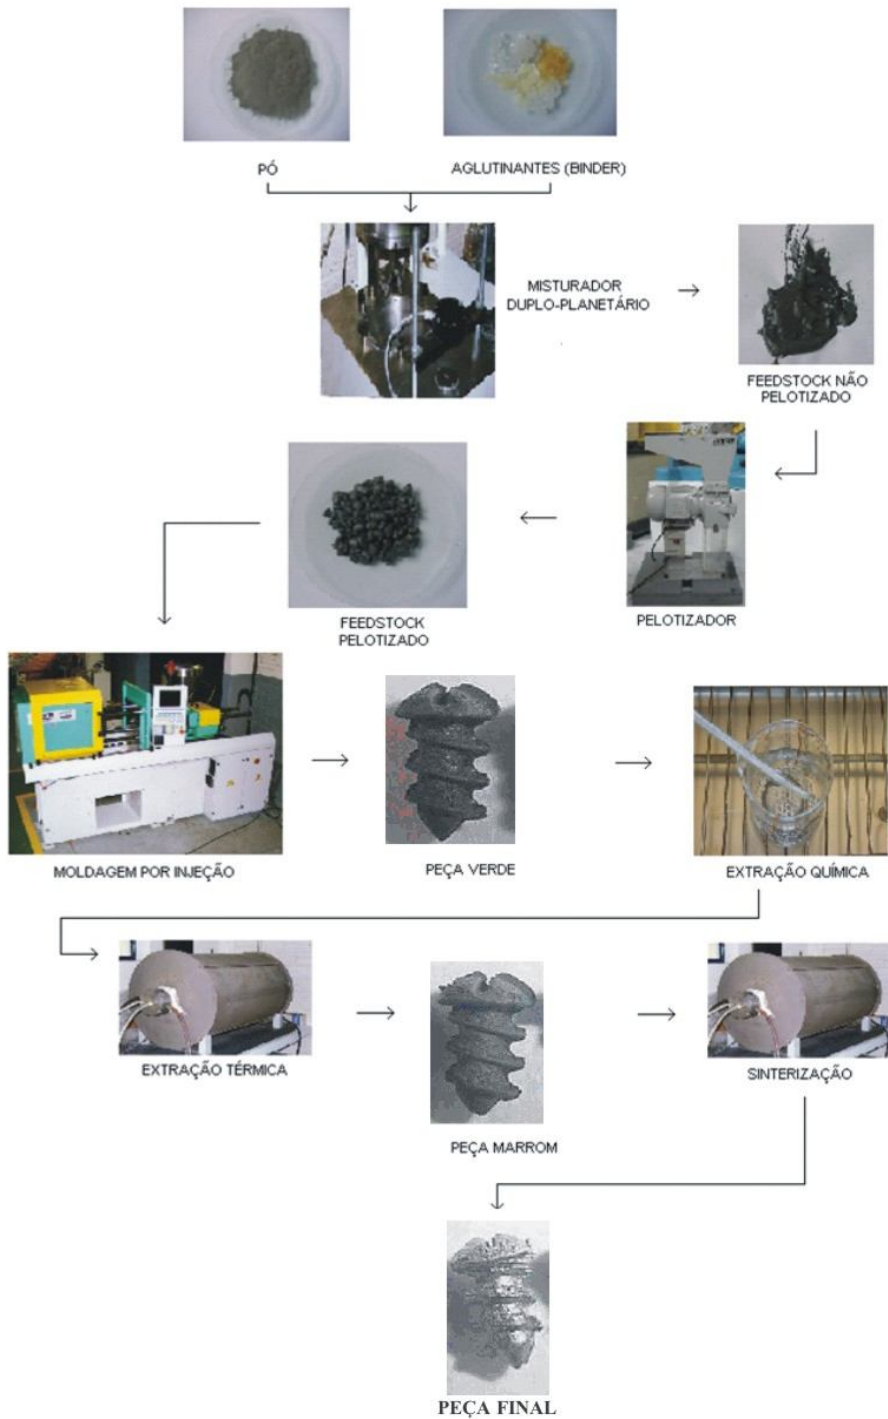 PÓ
AGLUTINANTES (BINDER)
MISTURADOR
DUPLO-PLANETÁRIO
FEEDSTOCK NÃO
PELOTIZADO
FEEDSTOCK
PELOTIZADO
PELOTIZADOR
MOLDAGEM POR INJEÇÃO
PEÇA VERDE
EXTRAÇÃO QUÍMICA
EXTRAÇÃO TÉRMICA
PEÇA MARROM
SINTERIZAÇÃO
PEÇA FINAL